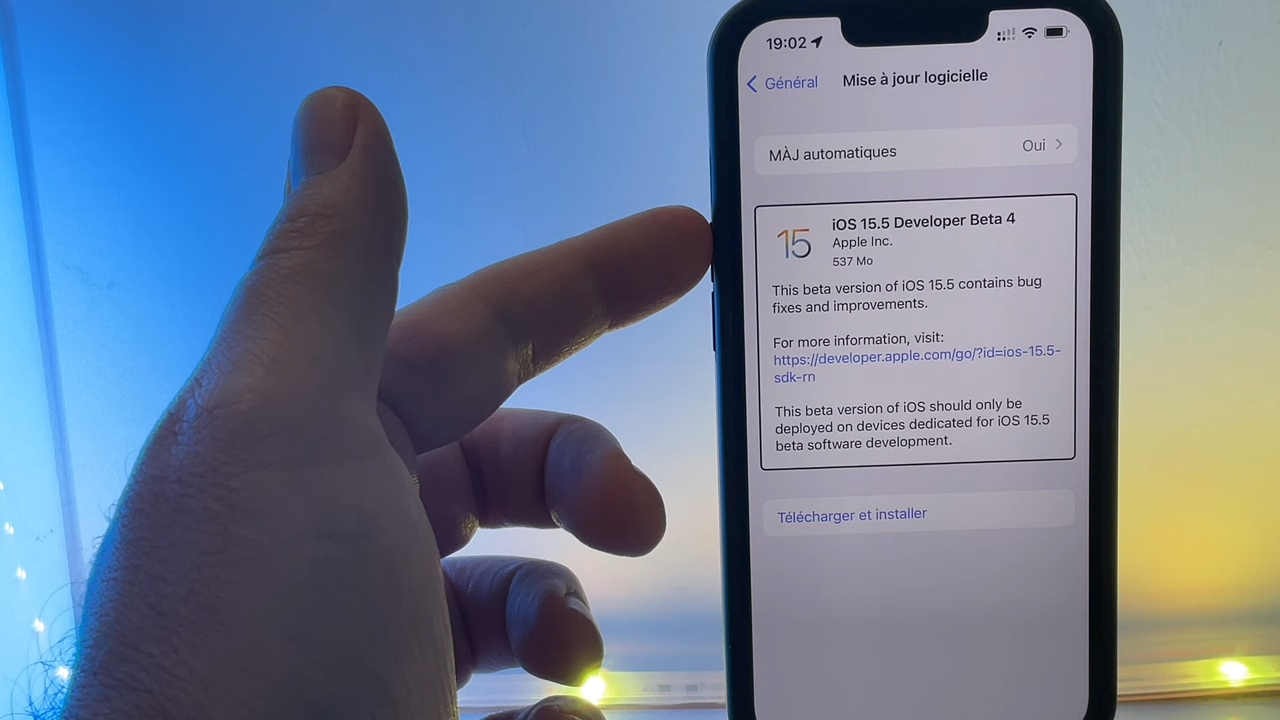 19:02
Général
Mise à jour logicielle
MÀJ automatiques
Oui
15
iOS 15.5 Developer Beta 4
Apple Inc.
537 Mo
This beta version of iOS 15.5 contains bug
fixes and improvements.
For more information, visit:
https://developer.apple.com/go/?id=ios-15.5-
sdk-rn
This beta version of iOS should only be
deployed on devices dedicated for iOS 15.5
beta software development.
Télécharger et installer